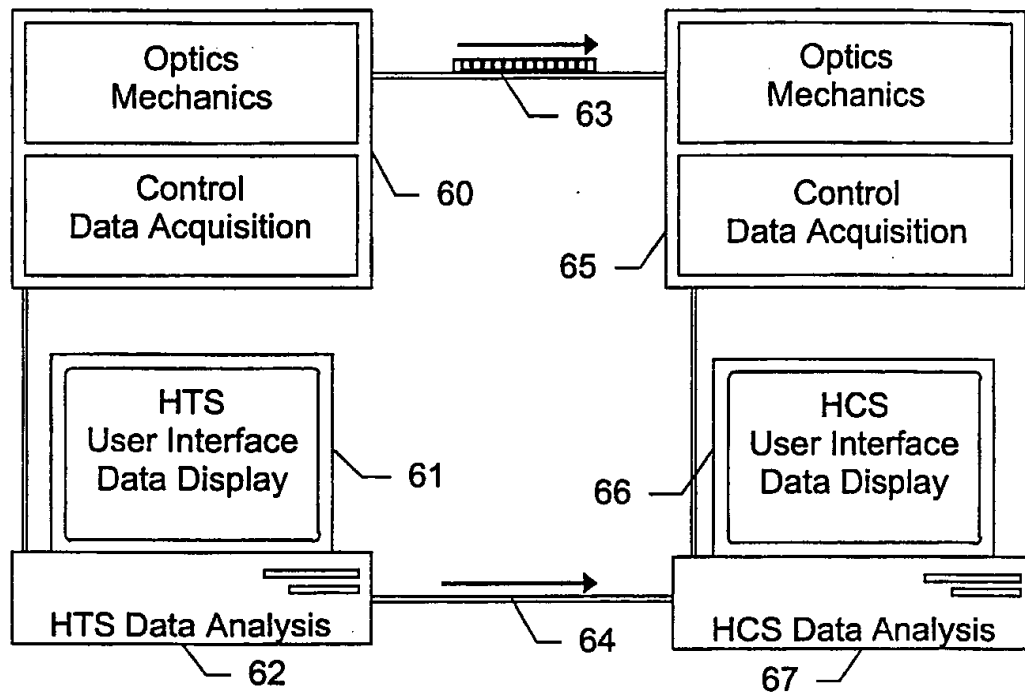 Optics
Mechanics
Control
Data Acquisition
60
63
Optics
Mechanics
Control
Data Acquisition
65
HTS
User Interface
Data Display
61
HTS Data Analysis
62
64
HCS
User Interface
Data Display
66
HCS Data Analysis
67